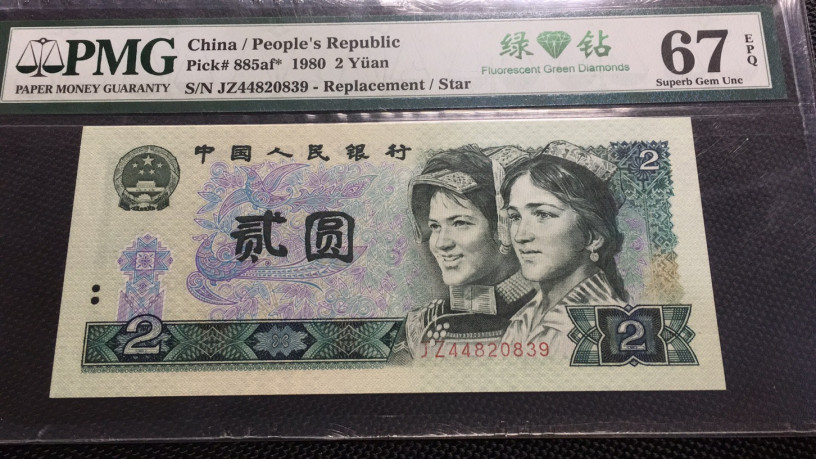 PMG
PAPER MONEY GUARANTY
China / People's Republic
Pick# 885af* 1980 2 Yüan
S/N JZ44820839 - Replacement / Star
绿钻
Fluorescent Green Diamonds
67 EPQ
Superb Gem Unc
中国人民银行
2
贰圆
2
2
JZ44820839